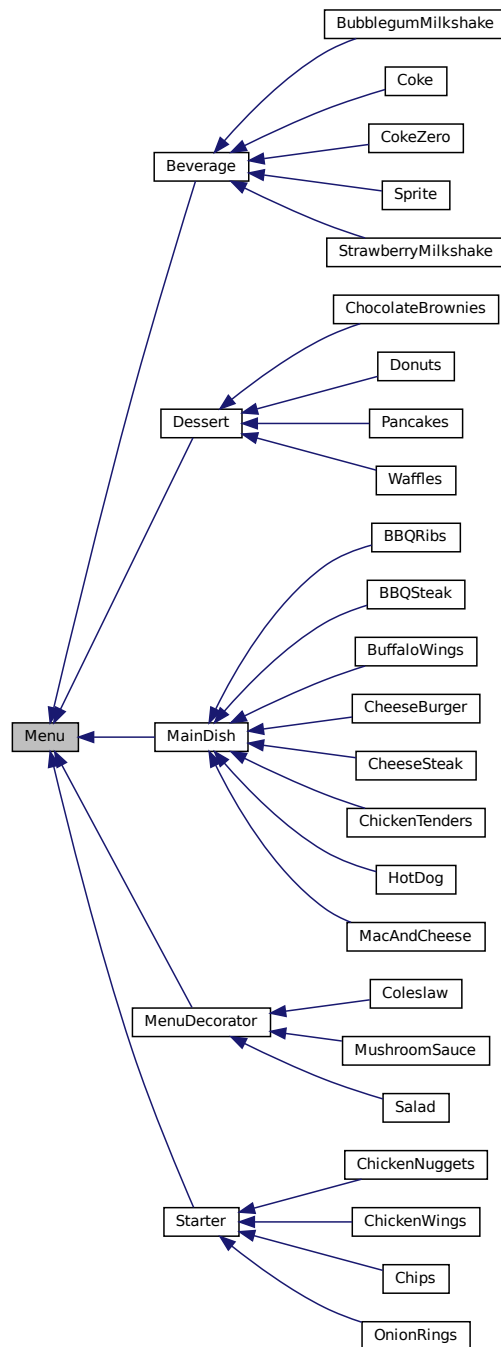 BubblegumMilkshake
Coke
CokeZero
Beverage
Sprite
StrawberryMilkshake
ChocolateBrownies
Donuts
Dessert
Pancakes
Waffles
BBQRibs
BBQSteak
BuffaloWings
CheeseBurger
Menu
MainDish
CheeseSteak
ChickenTenders
HotDog
MacAndCheese
Coleslaw
MenuDecorator
MushroomSauce
Salad
ChickenNuggets
Starter
ChickenWings
Chips
OnionRings